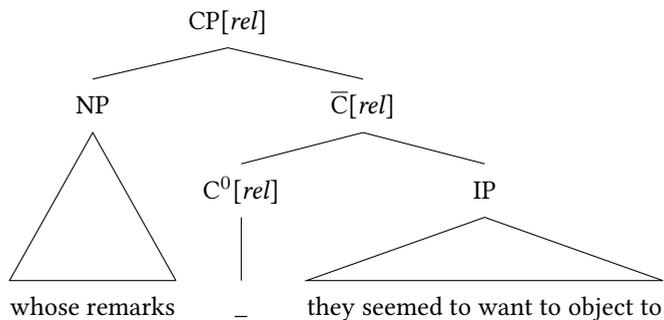 CP[rel]
NP C̅[rel]
C⁰[rel] IP
whose remarks _ they seemed to want to object to